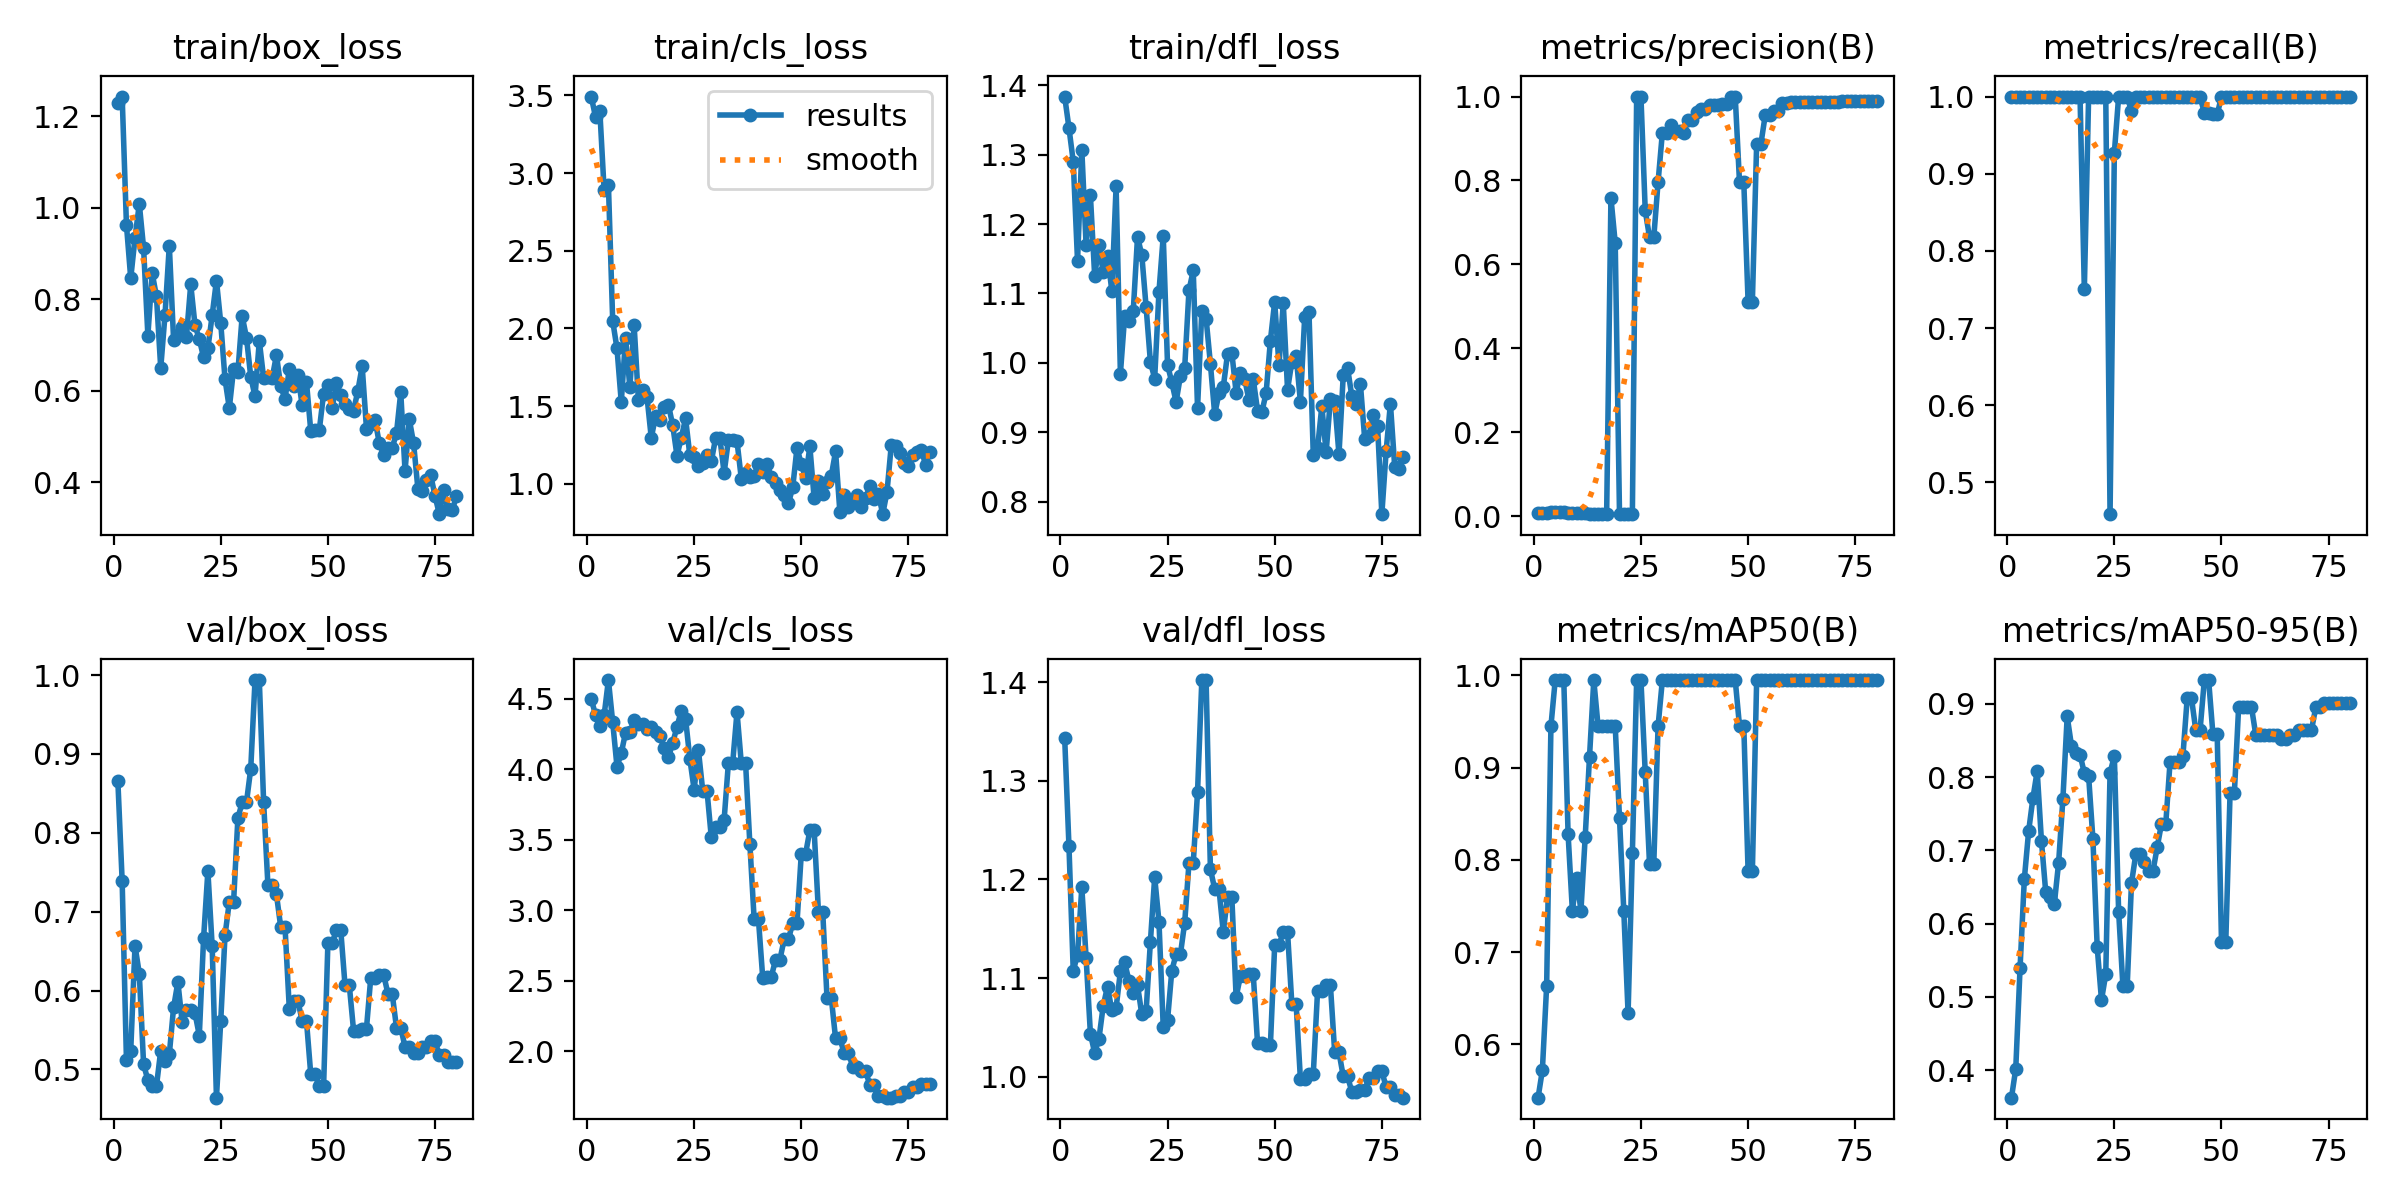 train/box_loss
train/cls_loss
train/dfl_loss
metrics/precision(B)
metrics/recall(B)
1.2
1.0
0.8
0.6
0.4
0 25 50 75
3.5
3.0
2.5
2.0
1.5
1.0
results
smooth
0 25 50 75
1.4
1.3
1.2
1.1
1.0
0.9
0.8
0 25 50 75
1.0
0.8
0.6
0.4
0.2
0.0
0 25 50 75
1.0
0.9
0.8
0.7
0.6
0.5
0 25 50 75
val/box_loss
val/cls_loss
val/dfl_loss
metrics/mAP50(B)
metrics/mAP50-95(B)
1.0
0.9
0.8
0.7
0.6
0.5
0 25 50 75
4.5
4.0
3.5
3.0
2.5
2.0
0 25 50 75
1.4
1.3
1.2
1.1
1.0
0 25 50 75
1.0
0.9
0.8
0.7
0.6
0 25 50 75
0.9
0.8
0.7
0.6
0.5
0.4
0 25 50 75